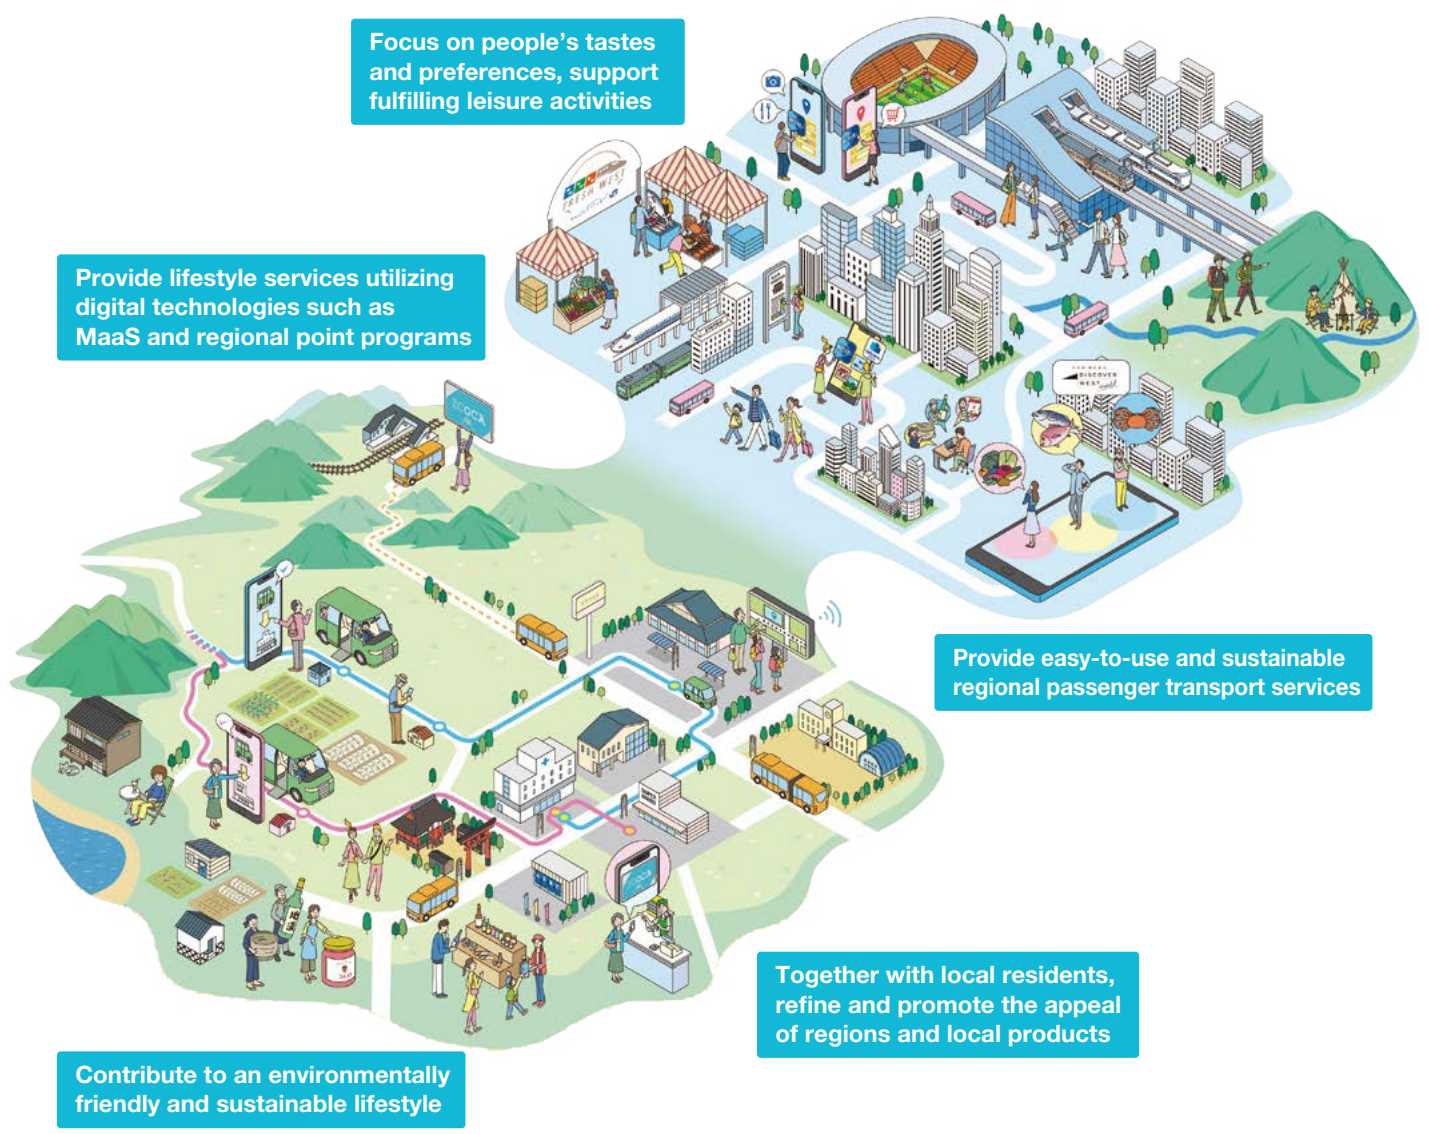 Focus on people’s tastes
and preferences, support
fulfilling leisure activities
FRESH WEST
Provide lifestyle services utilizing
digital technologies such as
MaaS and regional point programs
ICOCA
DISCOVER
WEST
Provide easy-to-use and sustainable
regional passenger transport services
ICOCA
Together with local residents,
refine and promote the appeal
of regions and local products
Contribute to an environmentally
friendly and sustainable lifestyle